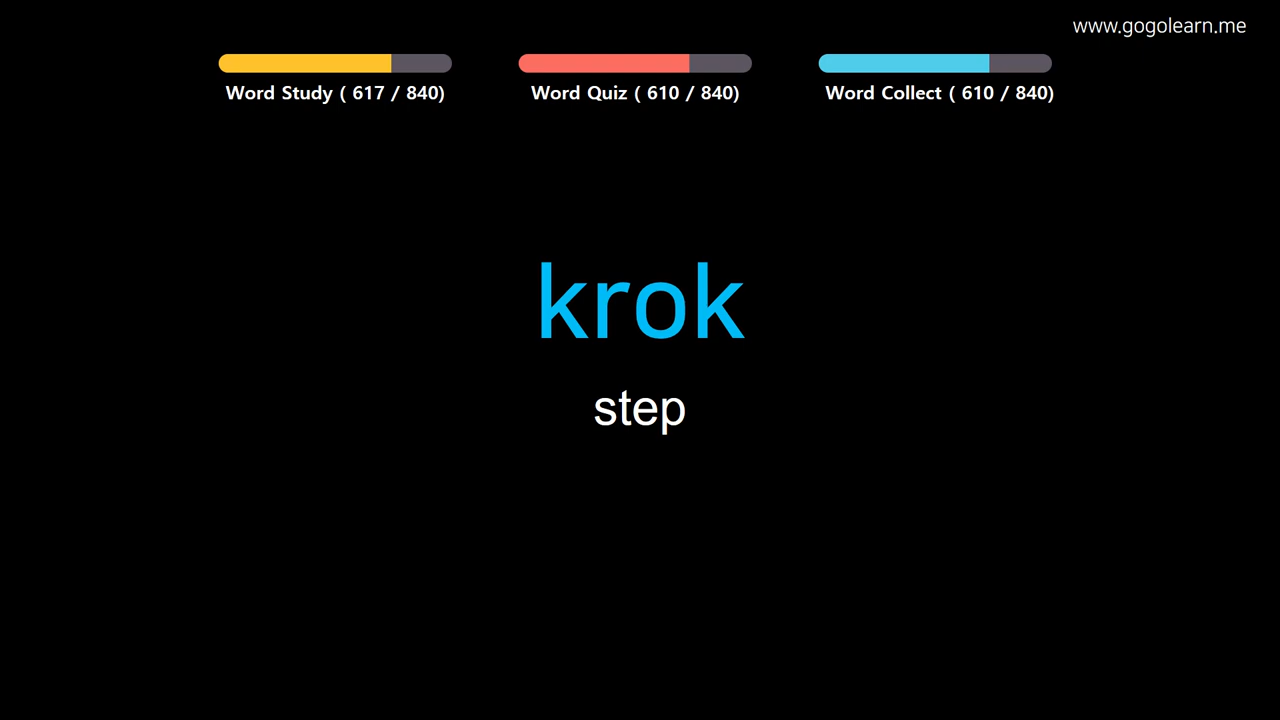 www.gogolearn.me
Word Study ( 617 / 840)
Word Quiz ( 610 / 840)
Word Collect ( 610 / 840)
krok
step